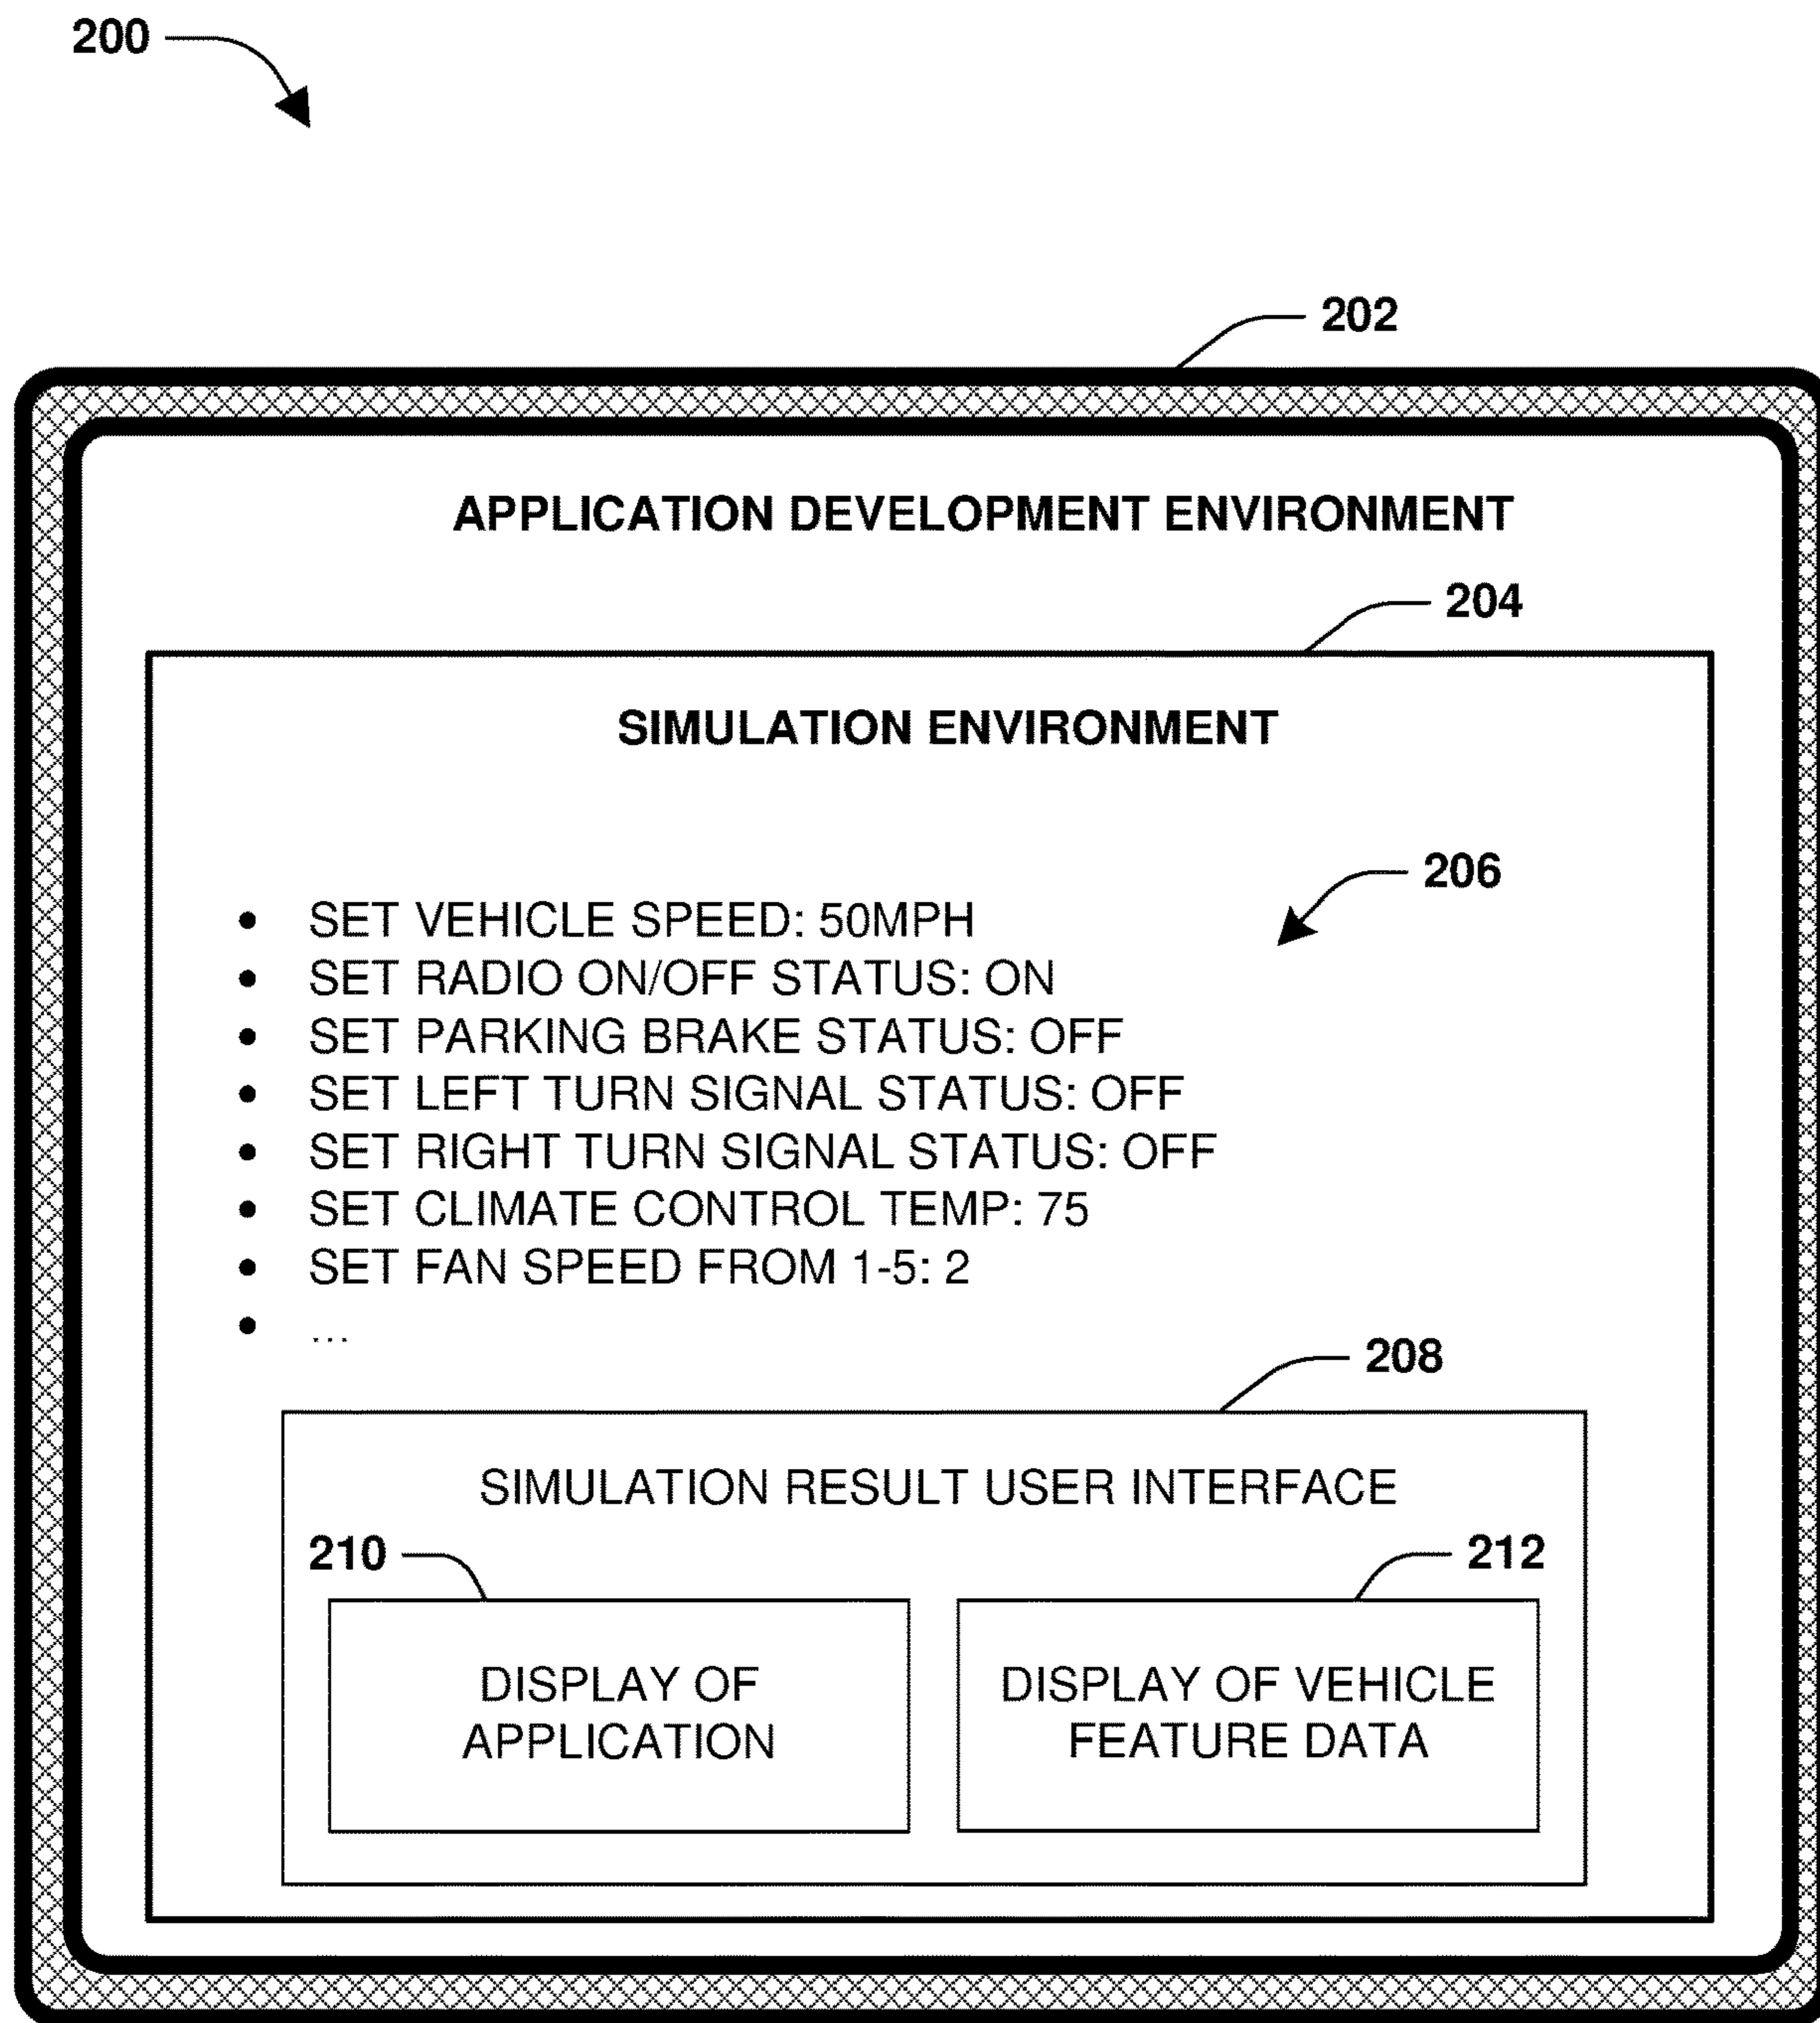 200
202
APPLICATION DEVELOPMENT ENVIRONMENT
204
SIMULATION ENVIRONMENT
206
• SET VEHICLE SPEED: 50MPH
• SET RADIO ON/OFF STATUS: ON
• SET PARKING BRAKE STATUS: OFF
• SET LEFT TURN SIGNAL STATUS: OFF
• SET RIGHT TURN SIGNAL STATUS: OFF
• SET CLIMATE CONTROL TEMP: 75
• SET FAN SPEED FROM 1-5: 2
• ...
208
SIMULATION RESULT USER INTERFACE
210
212
DISPLAY OF
APPLICATION
DISPLAY OF VEHICLE
FEATURE DATA